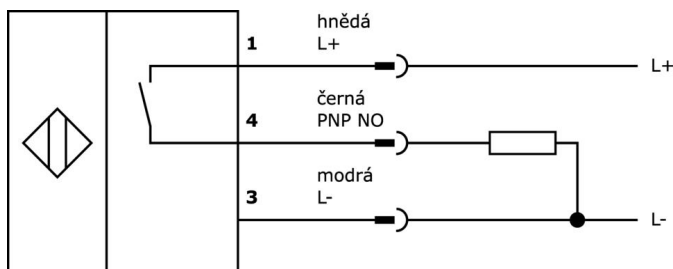 hnědá
1 L+
L+
černá
4 PNP NO
modrá
3 L-
L-